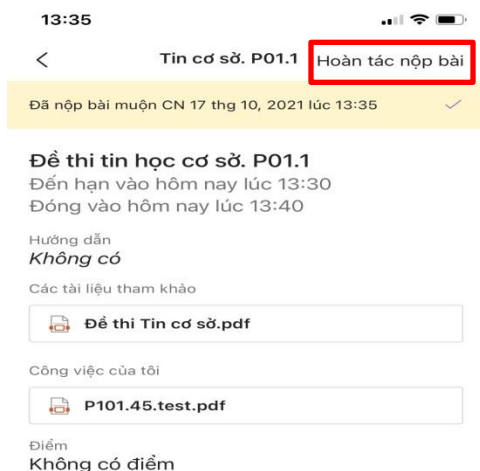 13:35
Tin cơ sở. P01.1 Hoàn tác nộp bài
Đã nộp bài muộn CN 17 thg 10, 2021 lúc 13:35
Đề thi tin học cơ sở. P01.1
Đến hạn vào hôm nay lúc 13:30
Đóng vào hôm nay lúc 13:40
Hướng dẫn
Không có
Các tài liệu tham khảo
Đề thi Tin cơ sở.pdf
Công việc của tôi
P101.45.test.pdf
Điểm
Không có điểm